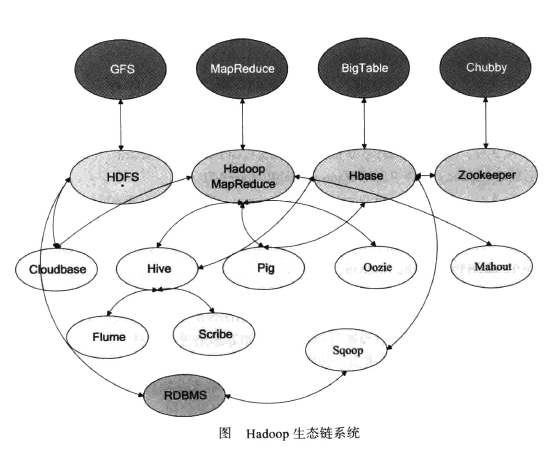 GFS
MapReduce
BigTable
Chubby
HDFS
Hadoop
MapReduce
Hbase
Zookeeper
Cloudbase
Hive
Pig
Oozie
Mahout
Flume
Scribe
Sqoop
RDBMS
图 Hadoop 生态链系统